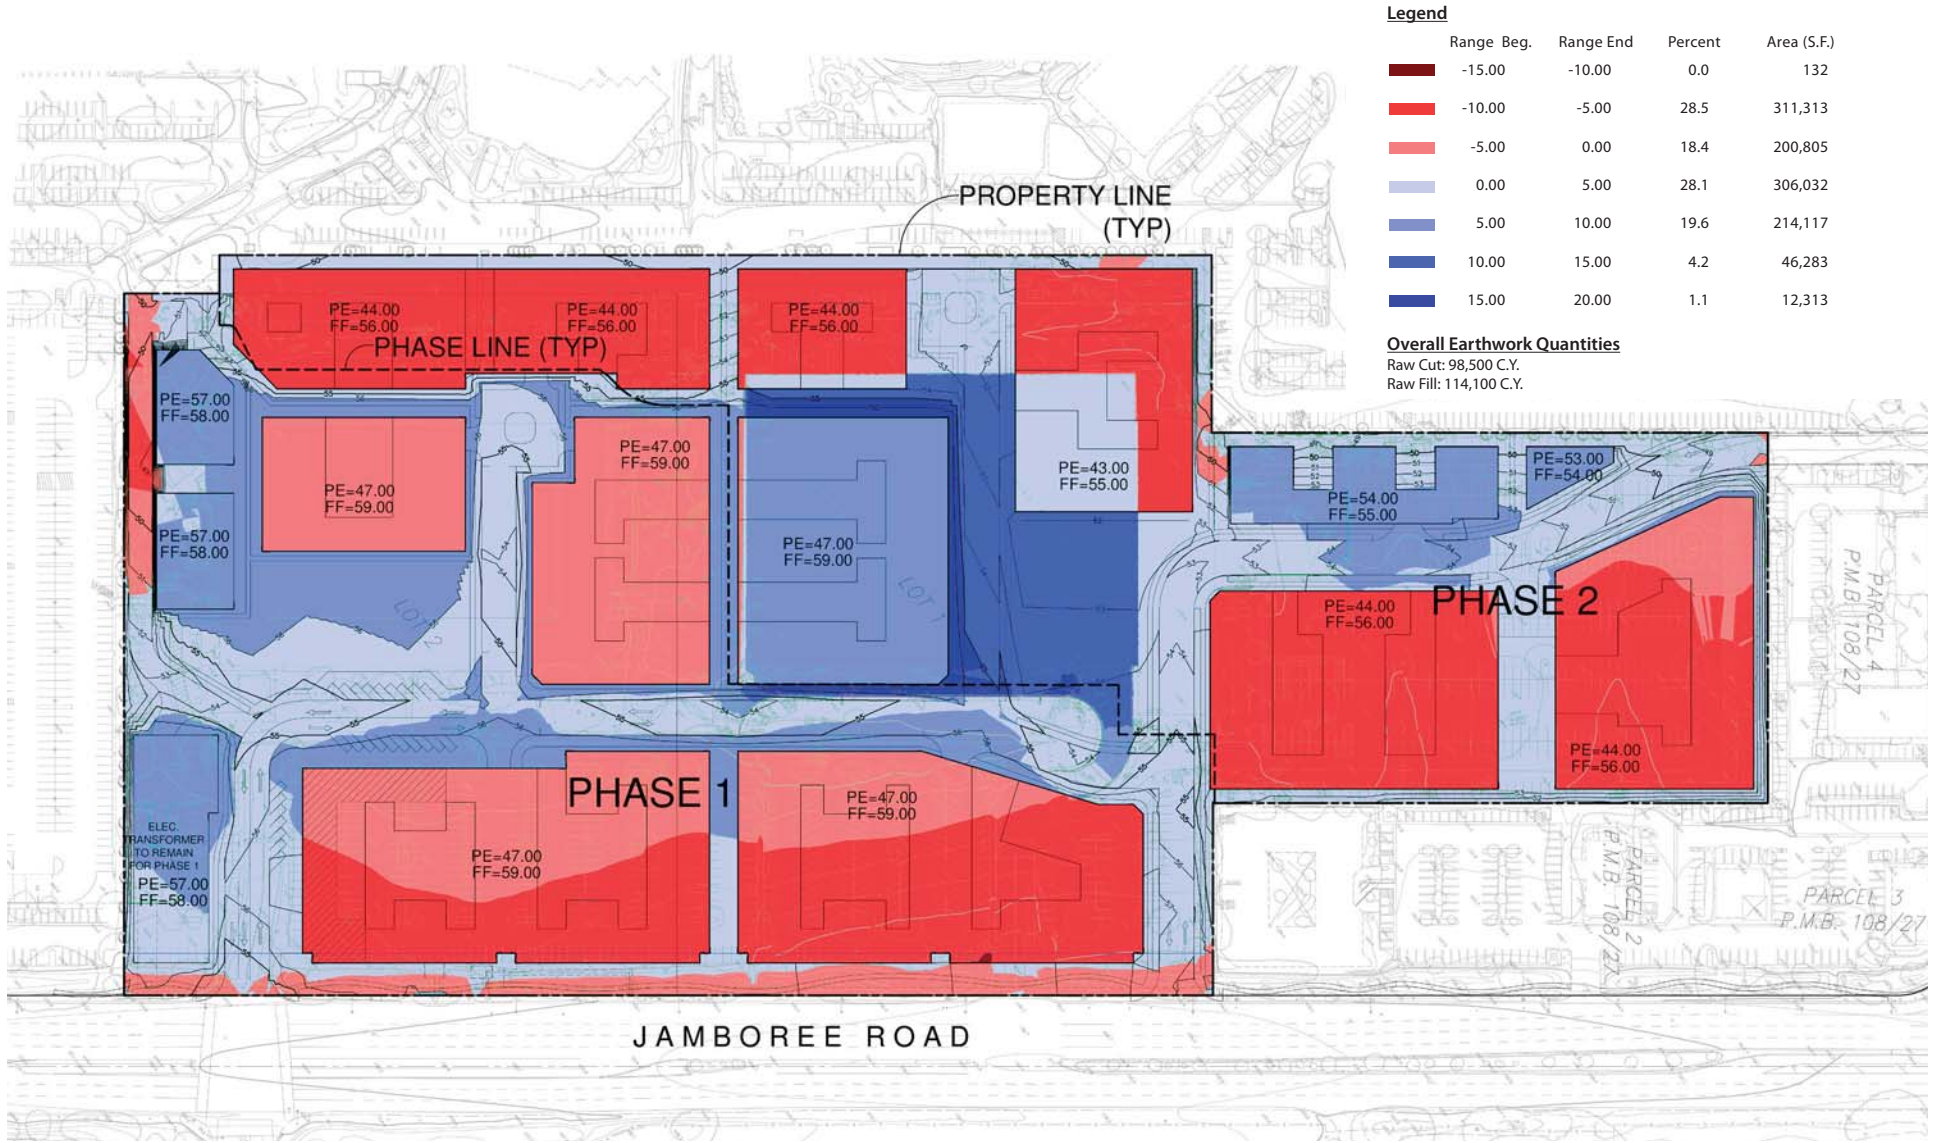 Legend
Range Beg. Range End Percent Area (S.F.)
-15.00 -10.00 0.0 132
-10.00 -5.00 28.5 311,313
-5.00 0.00 18.4 200,805
0.00 5.00 28.1 306,032
5.00 10.00 19.6 214,117
10.00 15.00 4.2 46,283
15.00 20.00 1.1 12,313
Overall Earthwork Quantities
Raw Cut: 98,500 C.Y.
Raw Fill: 114,100 C.Y.
PROPERTY LINE
(TYP)
PE=44.00
FF=56.00
PE=44.00
FF=56.00
PE=44.00
FF=56.00
PHASE LINE (TYP)
PE=57.00
FF=58.00
PE=47.00
FF=59.00
PE=47.00
FF=59.00
PE=43.00
FF=55.00
PE=53.00
FF=54.00
PE=54.00
FF=55.00
PE=57.00
FF=58.00
PE=47.00
FF=59.00
LOT 1
LOT 2
PE=44.00
FF=56.00
PHASE 2
PARCEL 4
P.M.B. 108/27
PE=44.00
FF=56.00
PHASE 1
PE=47.00
FF=59.00
ELEC.
TRANSFORMER
TO REMAIN
FOR PHASE 1
PE=57.00
FF=58.00
PE=47.00
FF=59.00
PARCEL 2
P.M.B. 108/27
PARCEL 3
P.M.B. 108/27
JAMBOREE ROAD